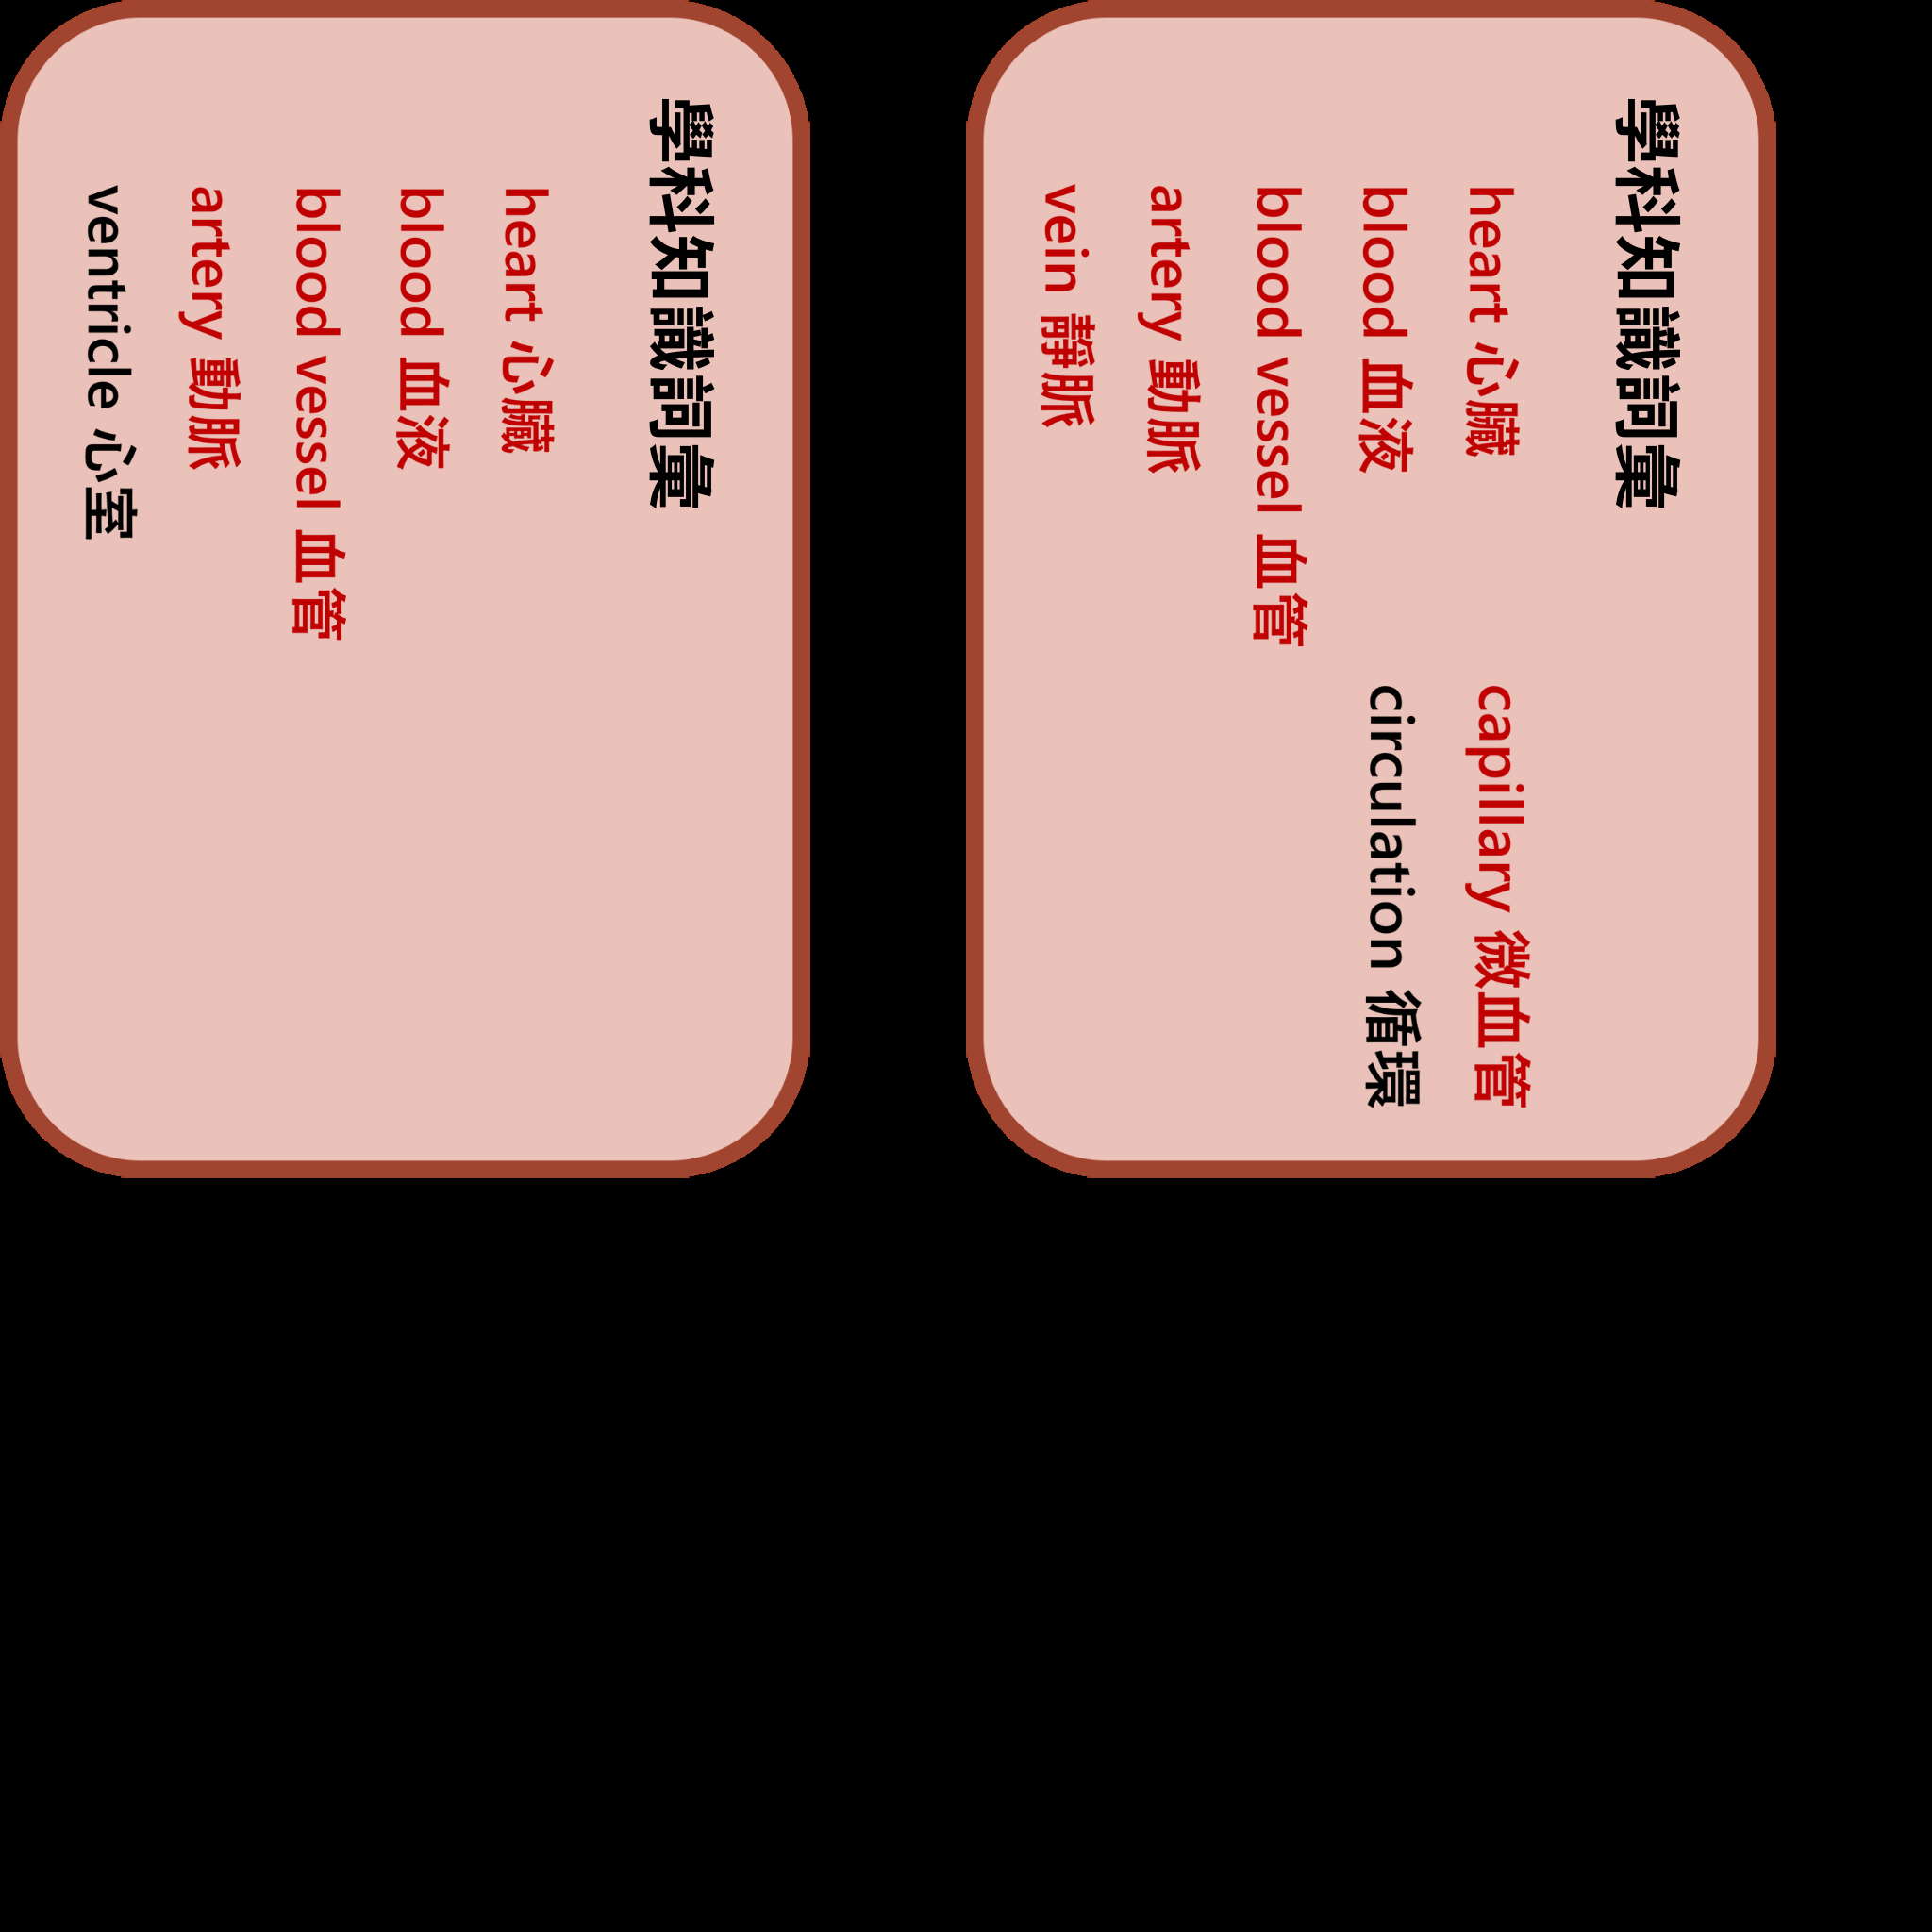 學科知識詞彙
heart 心臟
blood 血液
blood vessel 血管
artery 動脈
ventricle 心室
學科知識詞彙
heart 心臟
blood 血液
blood vessel 血管
artery 動脈
vein 靜脈
capillary 微血管
circulation 循環